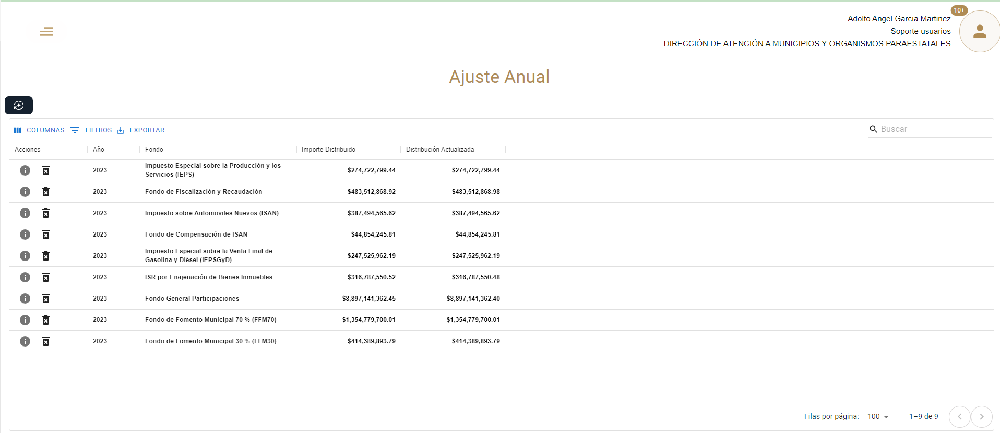 10+
Adolfo Angel Garcia Martinez
Soporte usuarios
DIRECCIÓN DE ATENCIÓN A MUNICIPIOS Y ORGANISMOS PARAESTATALES
Ajuste Anual
COLUMNAS FILTROS EXPORTAR Buscar
Acciones Año Fondo Importe Distribuido Distribución Actualizada
2023 Impuesto Especial sobre la Producción y los
Servicios (IEPS) $274,722,799.44 $274,722,799.44
2023 Fondo de Fiscalización y Recaudación $483,512,868.92 $483,512,868.98
2023 Impuesto sobre Automoviles Nuevos (ISAN) $387,494,565.62 $387,494,565.62
2023 Fondo de Compensación de ISAN $44,854,245.81 $44,854,245.81
2023 Impuesto Especial sobre la Venta Final de
Gasolina y Diésel (IEPSGyD) $247,525,962.19 $247,525,962.19
2023 ISR por Enajenación de Bienes Inmuebles $316,787,550.52 $316,787,550.48
2023 Fondo General Participaciones $8,897,141,362.45 $8,897,141,362.40
2023 Fondo de Fomento Municipal 70 % (FFM70) $1,354,779,700.01 $1,354,779,700.01
2023 Fondo de Fomento Municipal 30 % (FFM30) $414,389,893.79 $414,389,893.79
Filas por página: 100 1–9 de 9